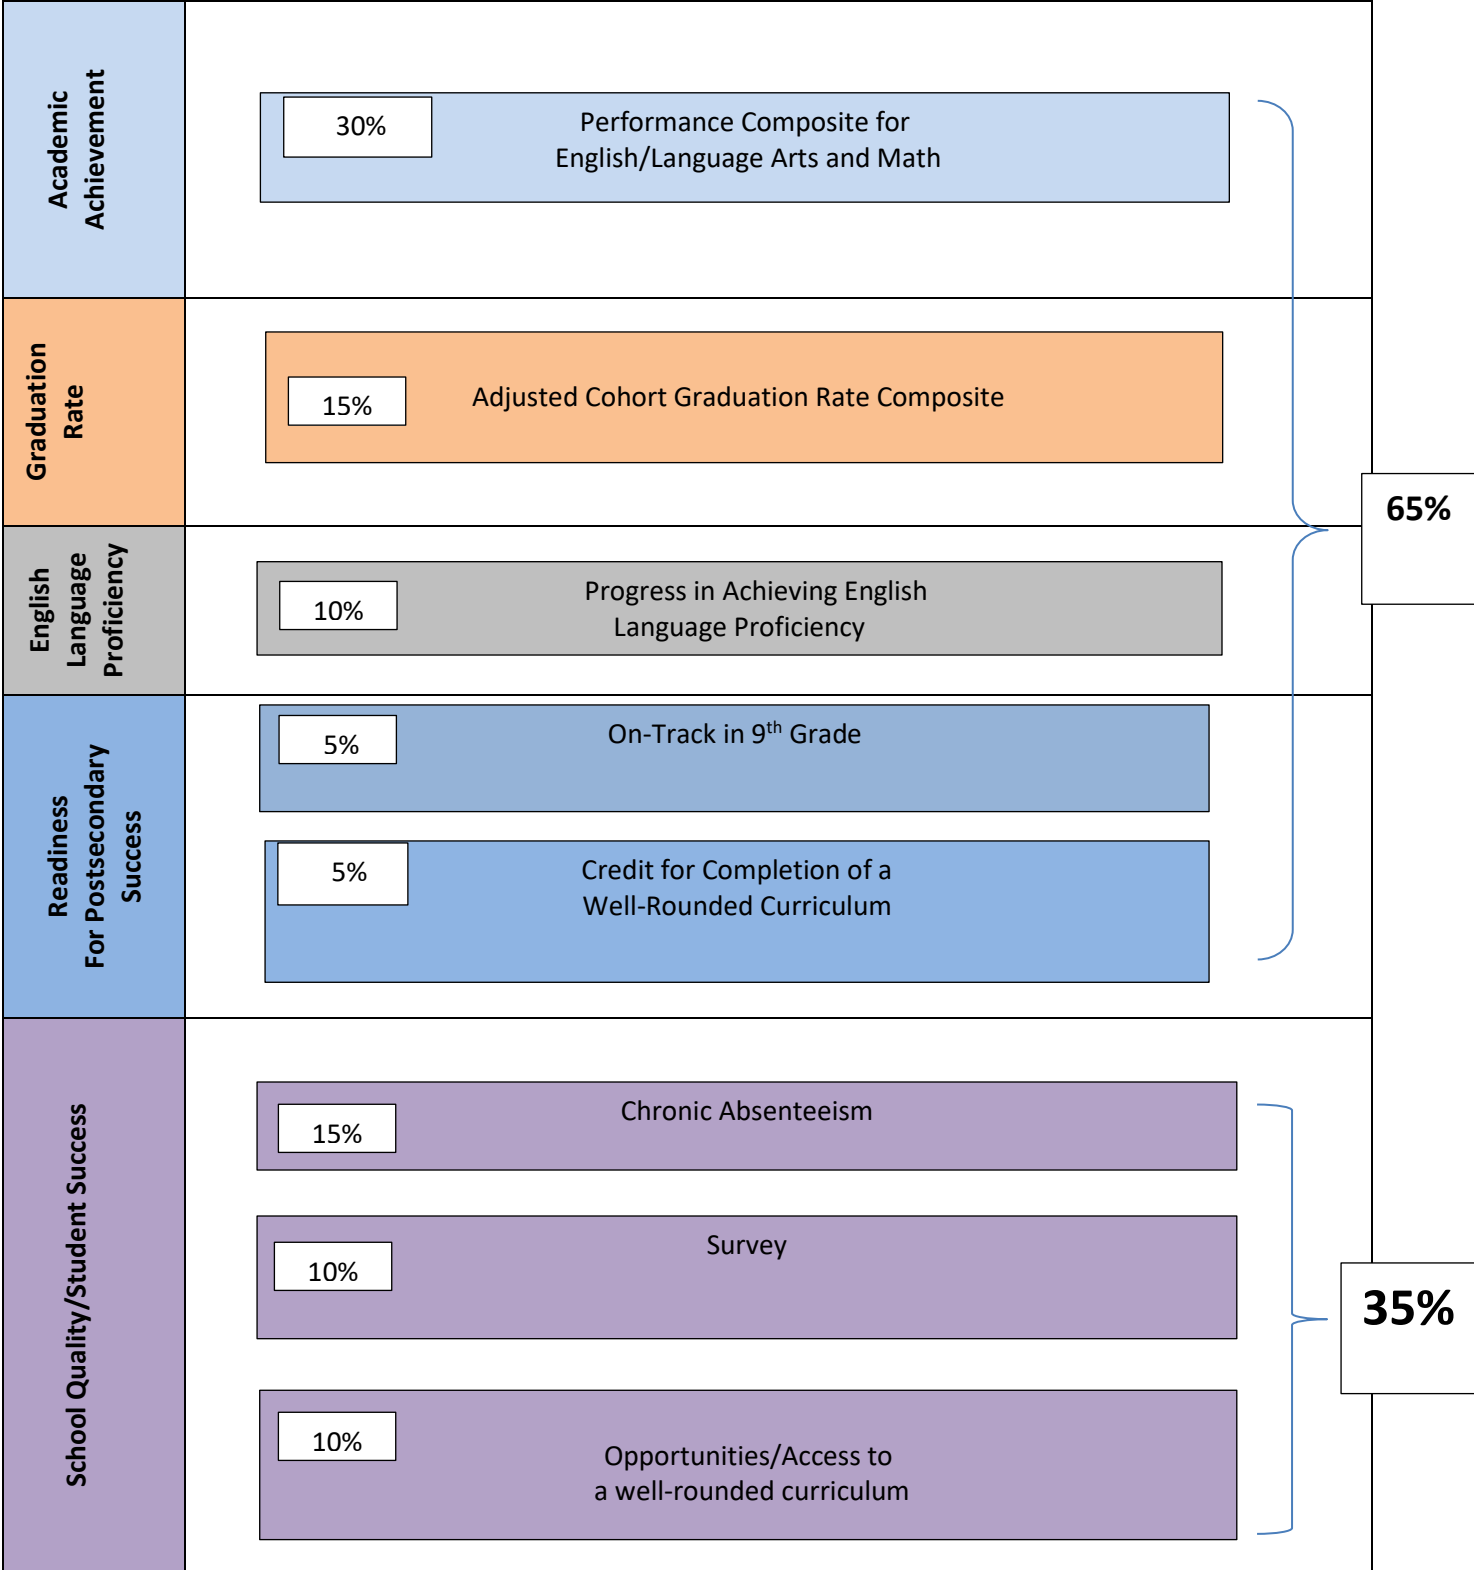 Academic
Achievement
30%
Performance Composite for
English/Language Arts and Math
Graduation
Rate
15%
Adjusted Cohort Graduation Rate Composite
65%
English
Language
Proficiency
10%
Progress in Achieving English
Language Proficiency
Readiness
For Postsecondary
Success
5%
On-Track in 9th Grade
5%
Credit for Completion of a
Well-Rounded Curriculum
School Quality/Student Success
15%
Chronic Absenteeism
10%
Survey
35%
10%
Opportunities/Access to
a well-rounded curriculum